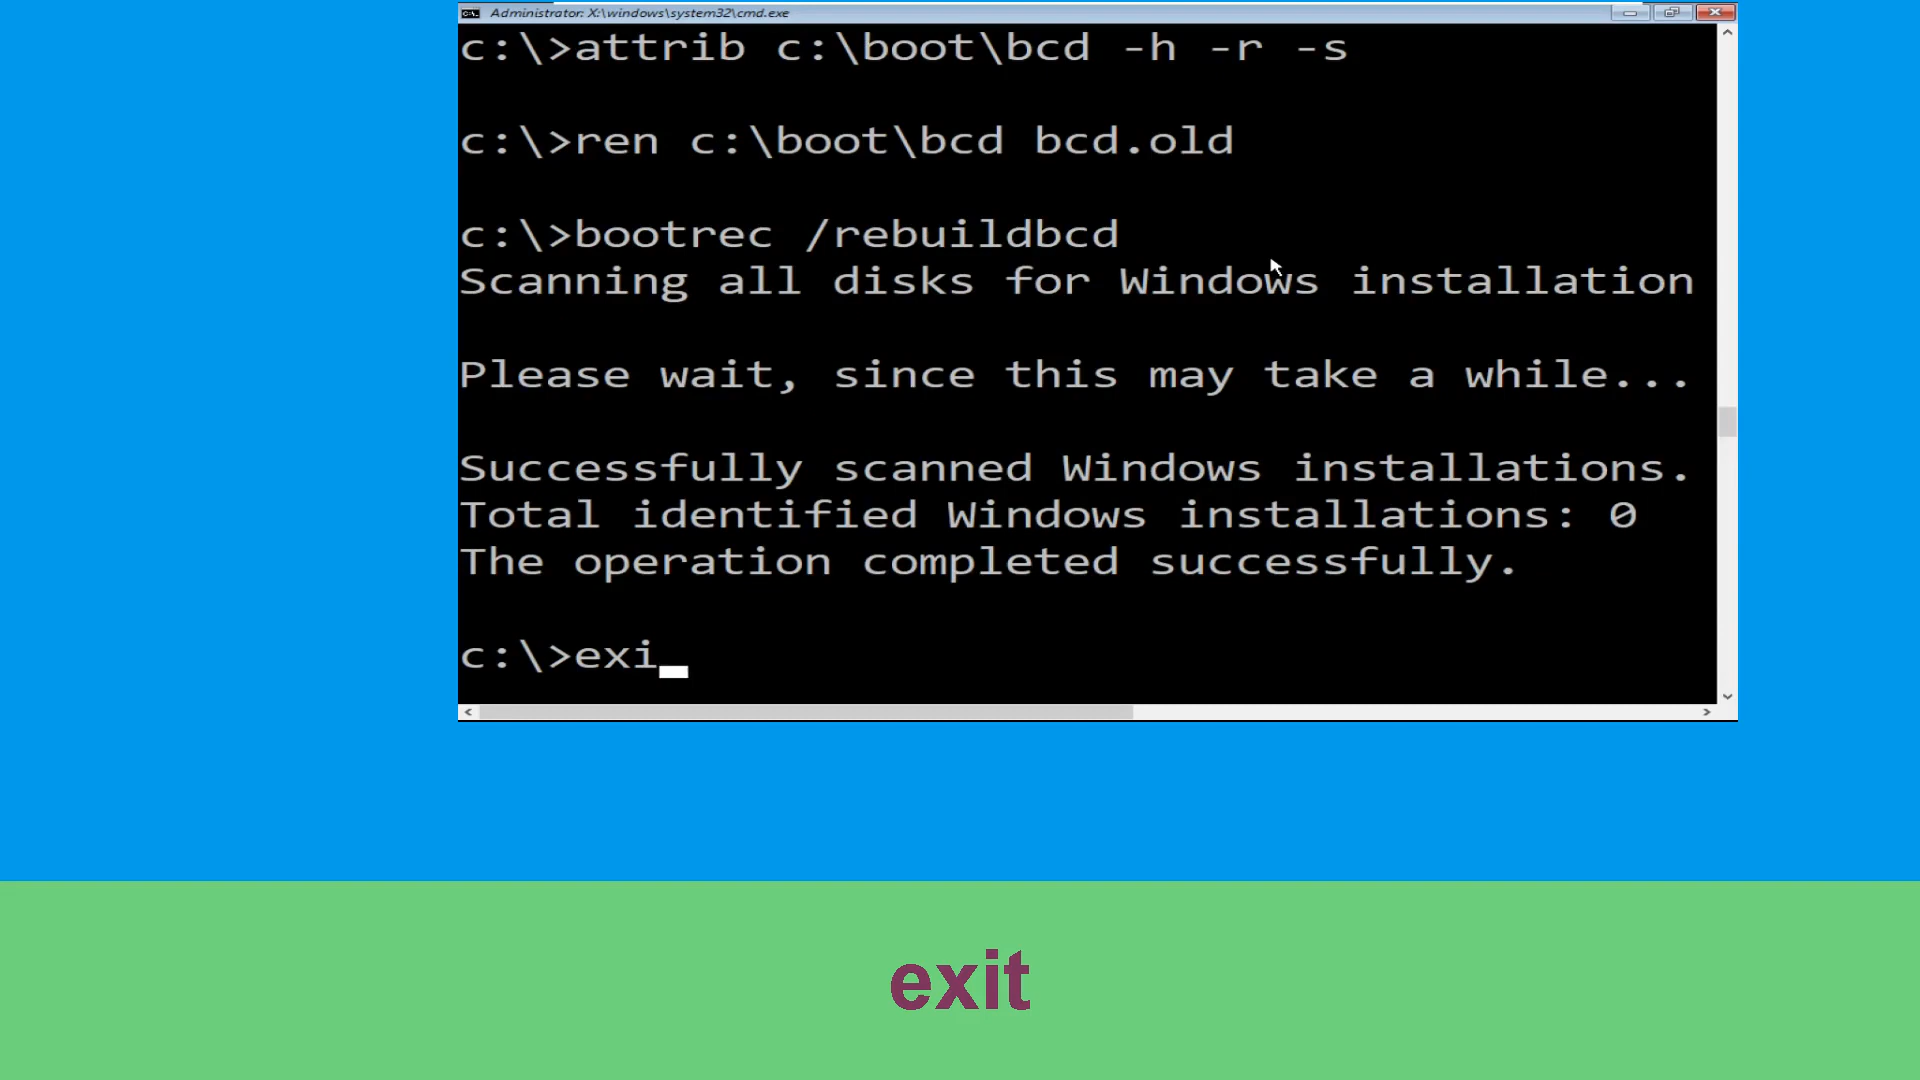 Administrator: X:\windows\system32\cmd.exe
c:\>attrib c:\boot\bcd -h -r -s
c:\>ren c:\boot\bcd bcd.old
c:\>bootrec /rebuildbcd
Scanning all disks for Windows installation
Please wait, since this may take a while...
Successfully scanned Windows installations.
Total identified Windows installations: 0
The operation completed successfully.
c:\>exi
exit